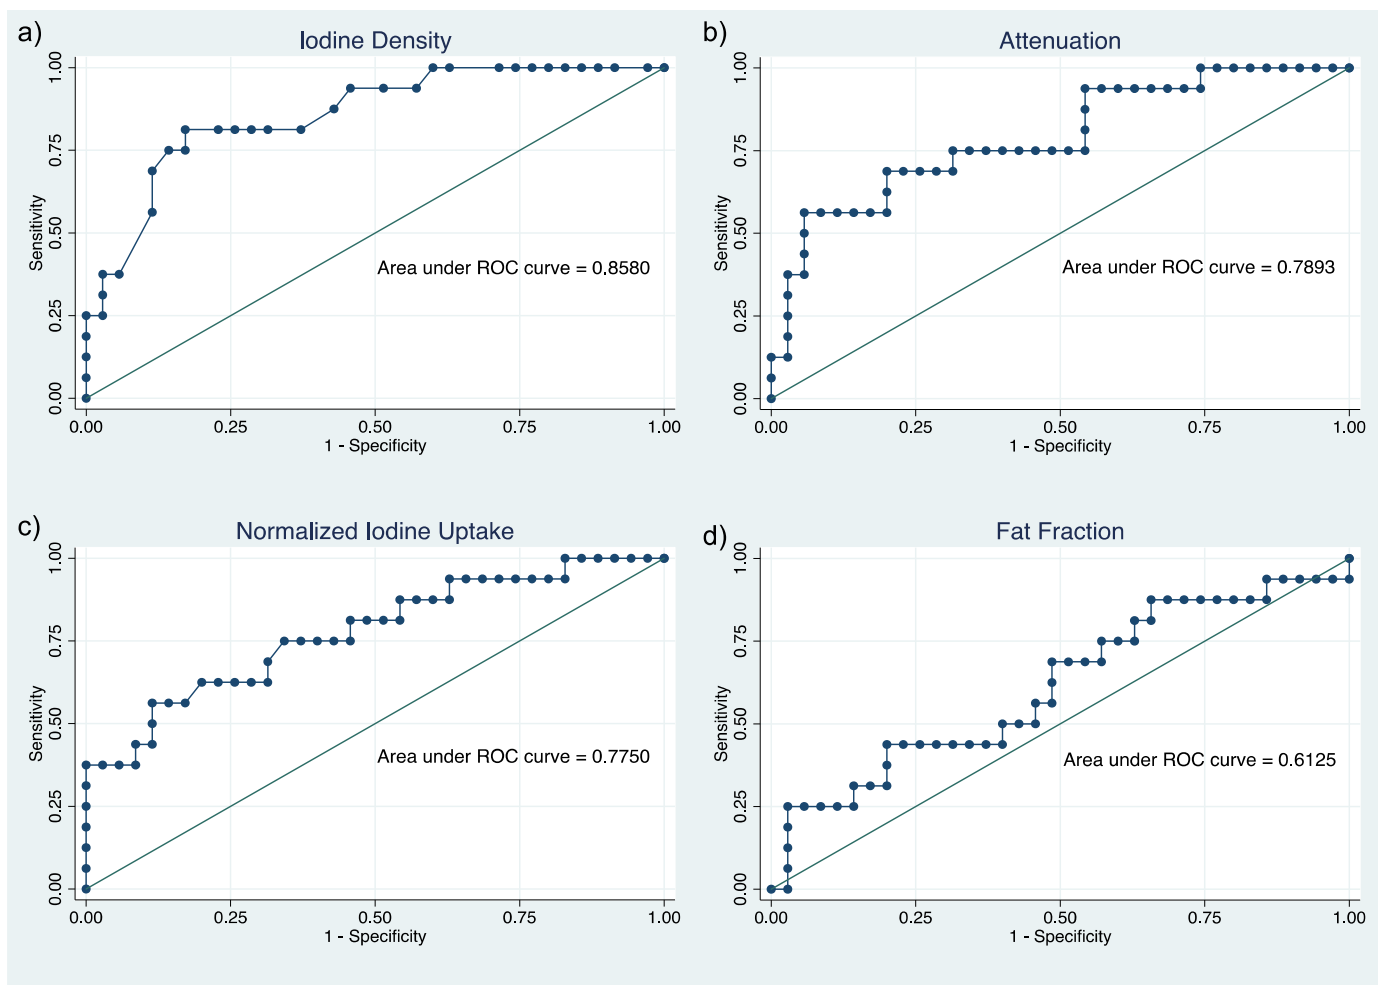 a)
Iodine Density
1.00
0.75
0.50
0.25
0.00
Sensitivity
Area under ROC curve = 0.8580
0.00 0.25 0.50 0.75 1.00
1 - Specificity
b)
Attenuation
1.00
0.75
0.50
0.25
0.00
Sensitivity
Area under ROC curve = 0.7893
0.00 0.25 0.50 0.75 1.00
1 - Specificity
c)
Normalized Iodine Uptake
1.00
0.75
0.50
0.25
0.00
Sensitivity
Area under ROC curve = 0.7750
0.00 0.25 0.50 0.75 1.00
1 - Specificity
d)
Fat Fraction
1.00
0.75
0.50
0.25
0.00
Sensitivity
Area under ROC curve = 0.6125
0.00 0.25 0.50 0.75 1.00
1 - Specificity